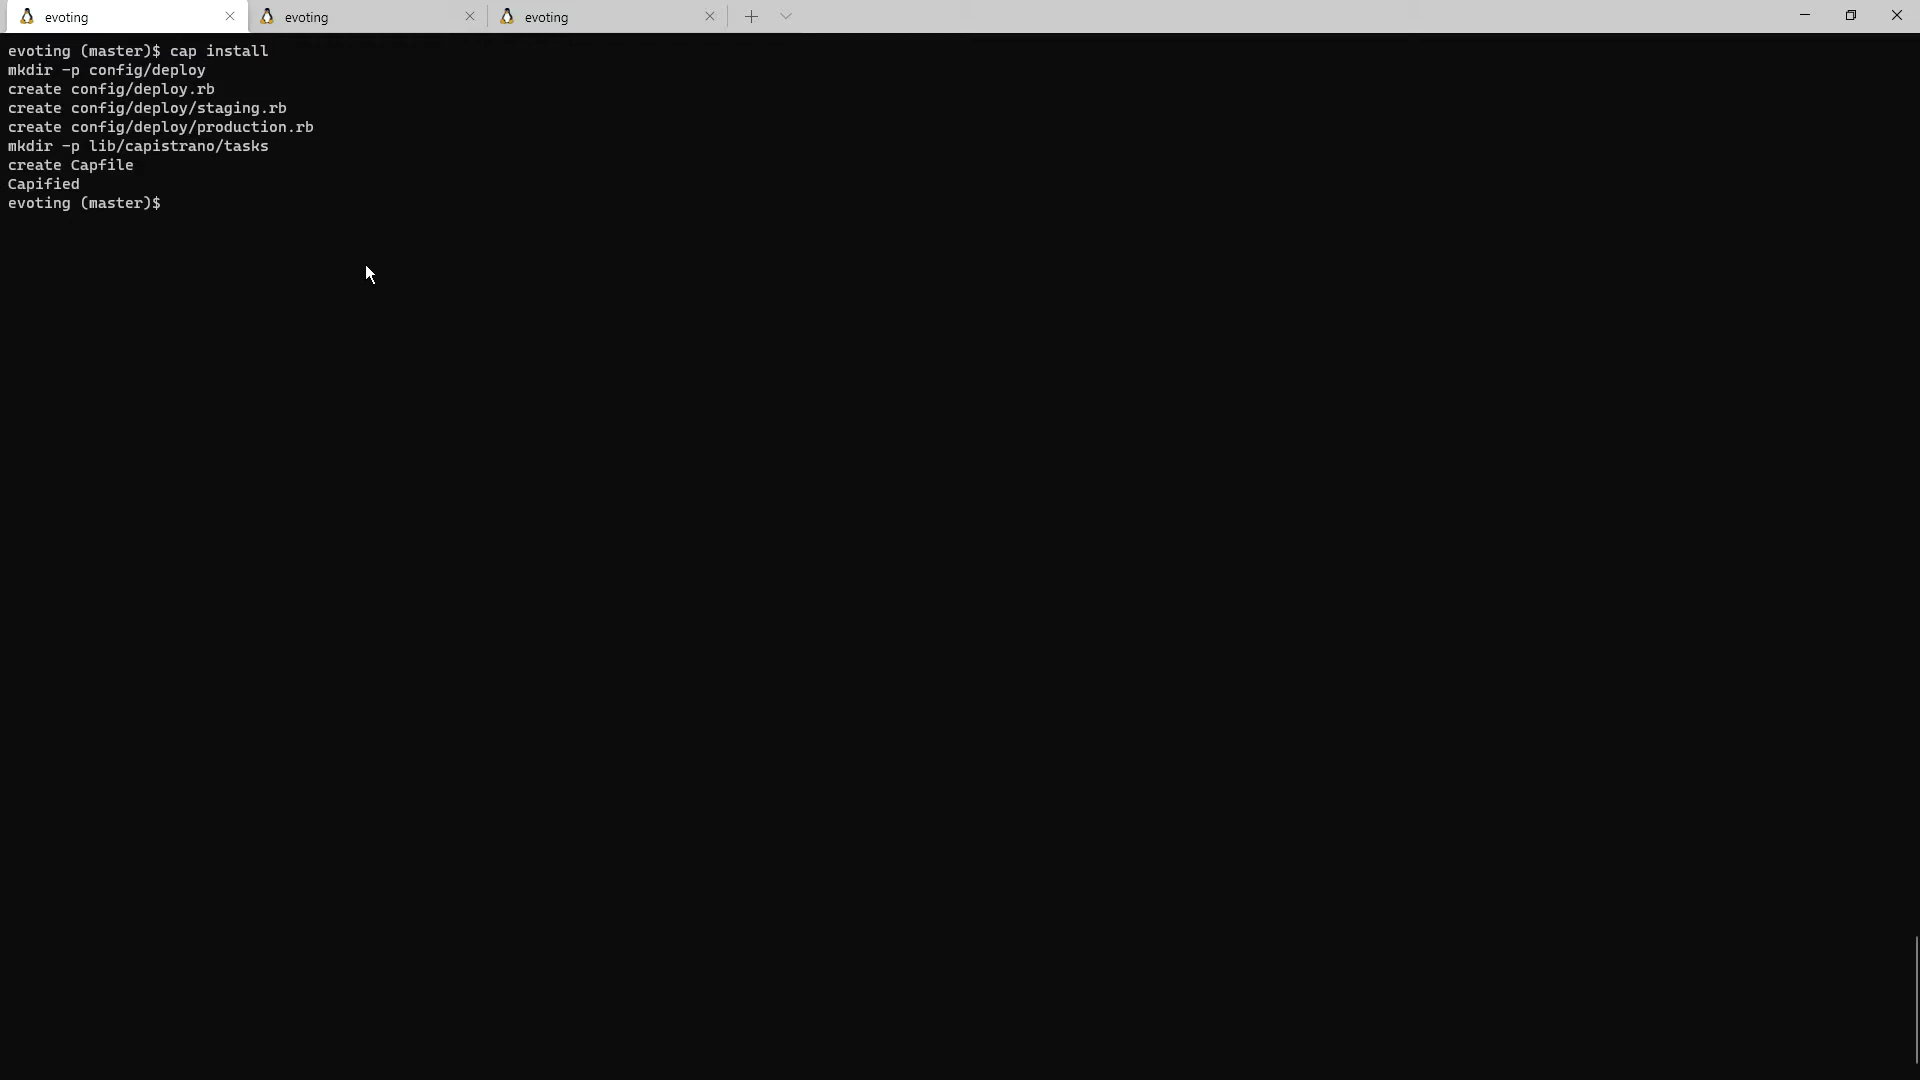 evoting evoting evoting
evoting (master)$ cap install
mkdir -p config/deploy
create config/deploy.rb
create config/deploy/staging.rb
create config/deploy/production.rb
mkdir -p lib/capistrano/tasks
create Capfile
Capified
evoting (master)$